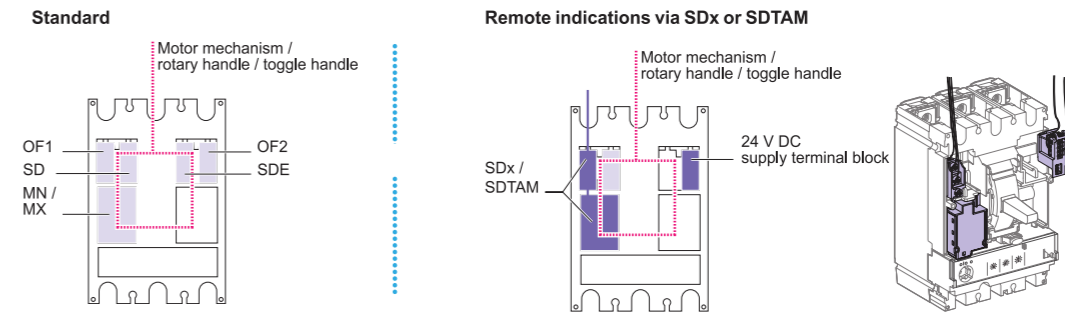 Standard
Motor mechanism /
rotary handle / toggle handle
OF1
SD
MN /
MX
OF2
SDE
Remote indications via SDx or SDTAM
Motor mechanism /
rotary handle / toggle handle
SDx /
SDTAM
24 V DC
supply terminal block